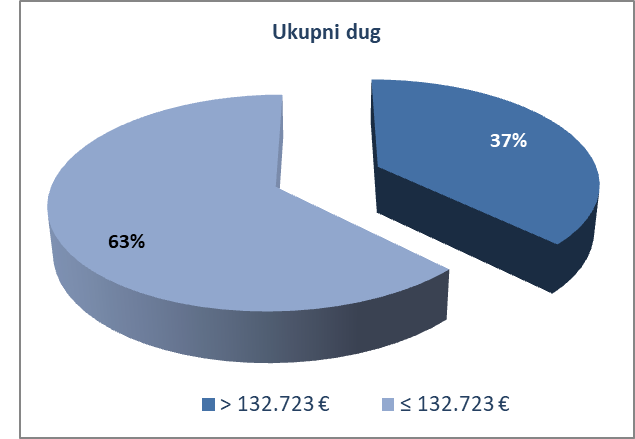 Ukupni dug
37%
63%
> 132.723 € ≤ 132.723 €